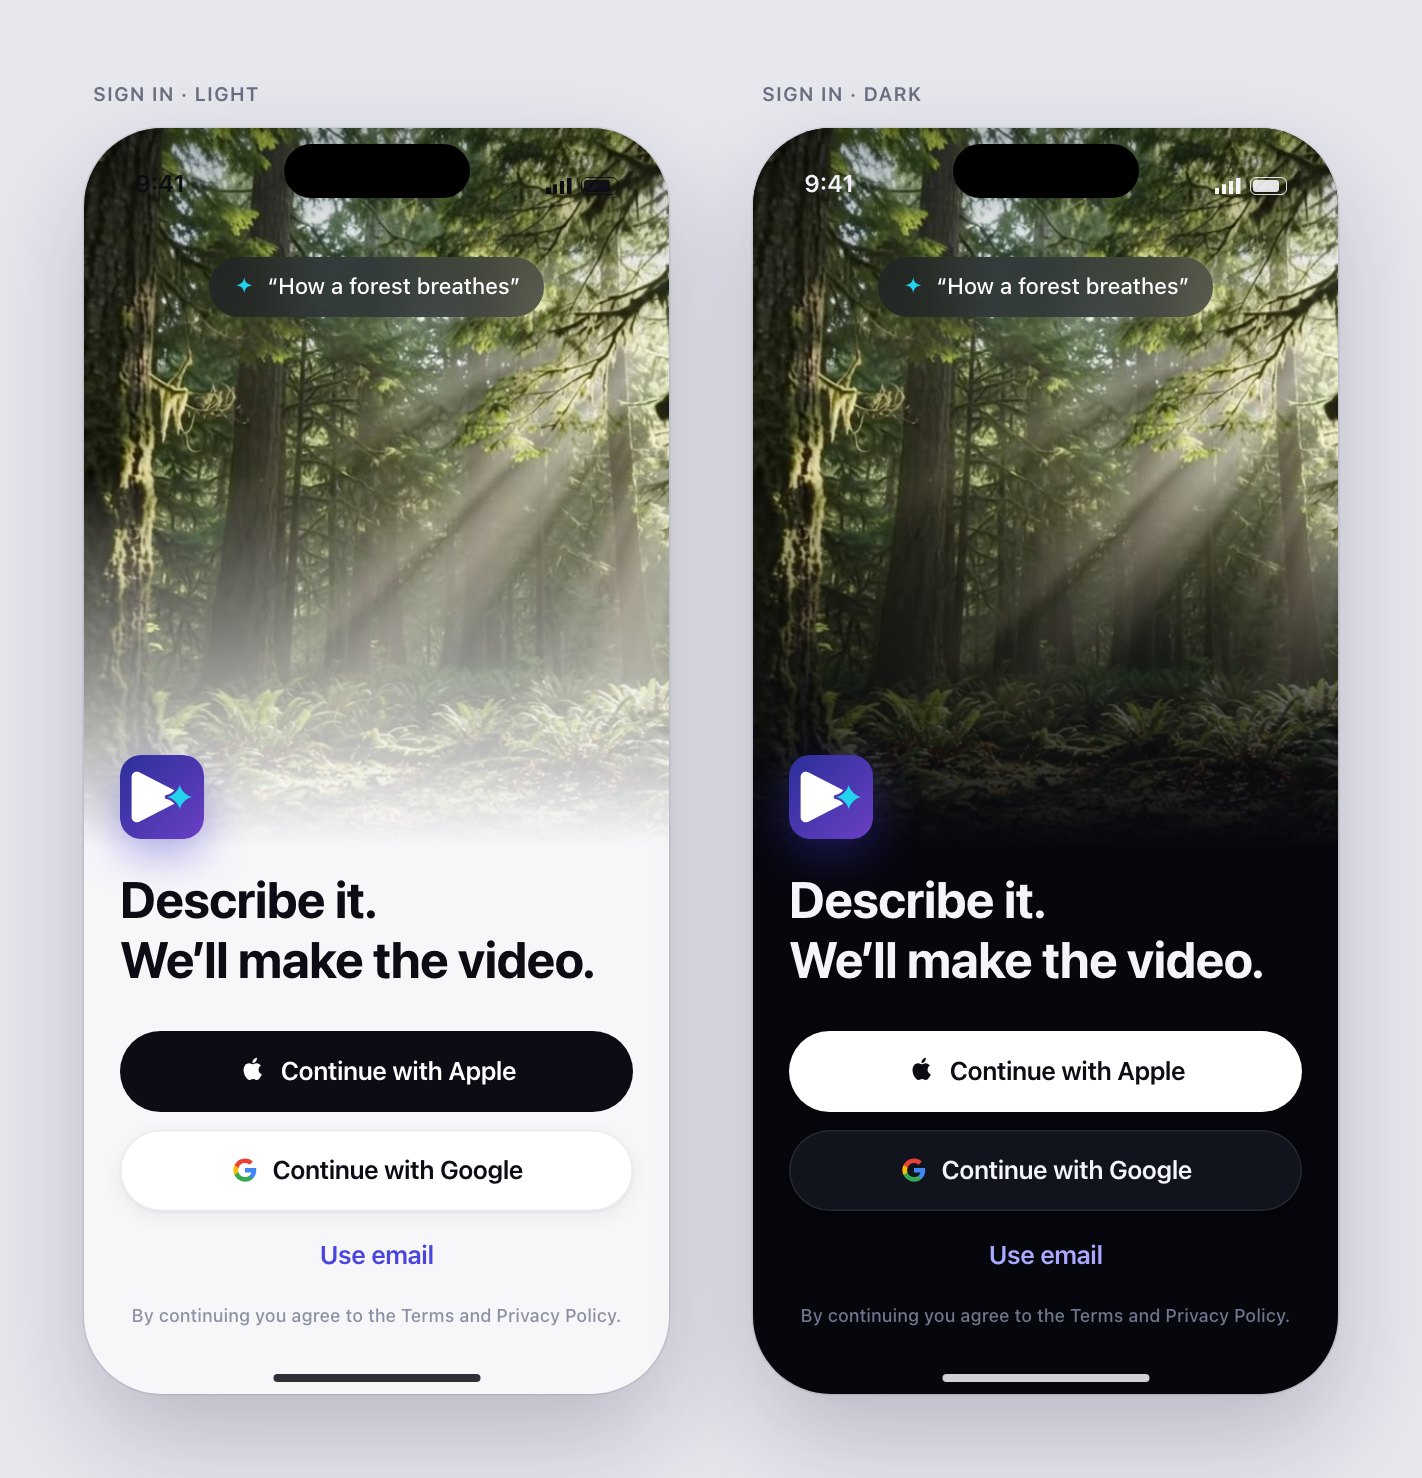 SIGN IN · LIGHT
9:41
“How a forest breathes”
Describe it.
We’ll make the video.
Continue with Apple
Continue with Google
Use email
By continuing you agree to the Terms and Privacy Policy.
SIGN IN · DARK
9:41
“How a forest breathes”
Describe it.
We’ll make the video.
Continue with Apple
Continue with Google
Use email
By continuing you agree to the Terms and Privacy Policy.